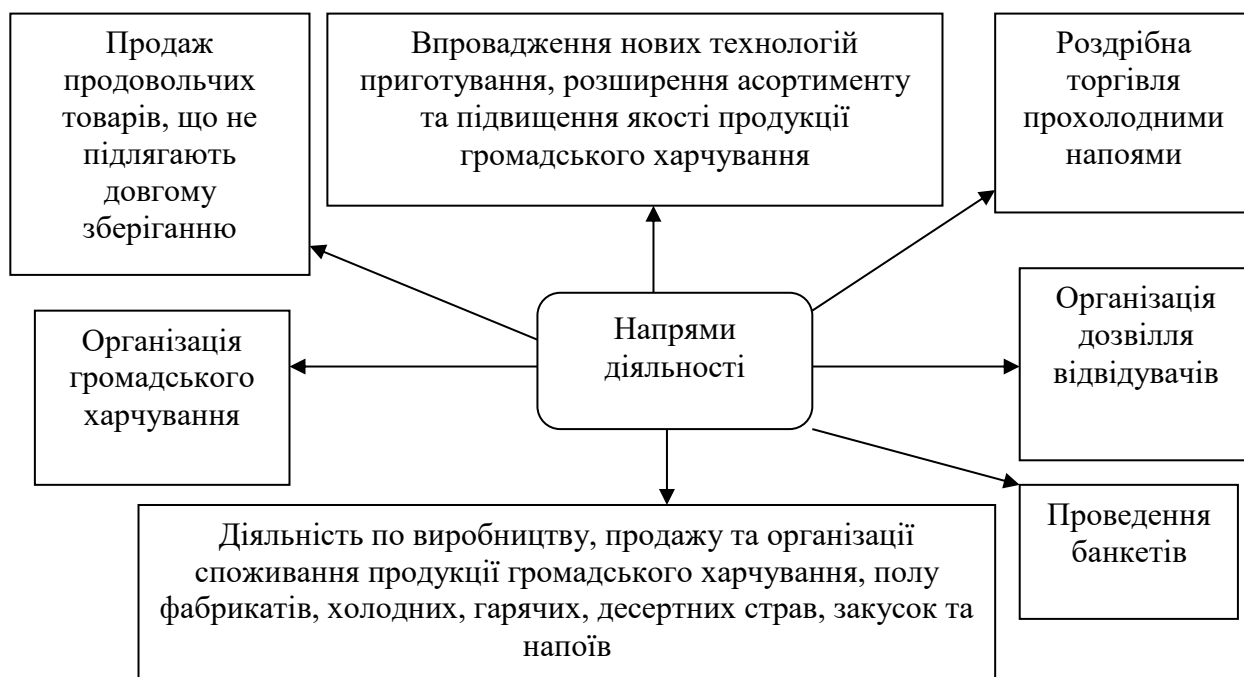 Продаж
продовольчих
товарів, що не
підлягають
довгому
зберіганню
Впровадження нових технологій
приготування, розширення асортименту
та підвищення якості продукції
громадського харчування
Роздрібна
торгівля
прохолодними
напоями
Організація
громадського
харчування
Напрями
діяльності
Організація
дозвілля
відвідувачів
Діяльність по виробництву, продажу та організації
споживання продукції громадського харчування, полу
фабрикатів, холодних, гарячих, десертних страв, закусок та
напоїв
Проведення
банкетів